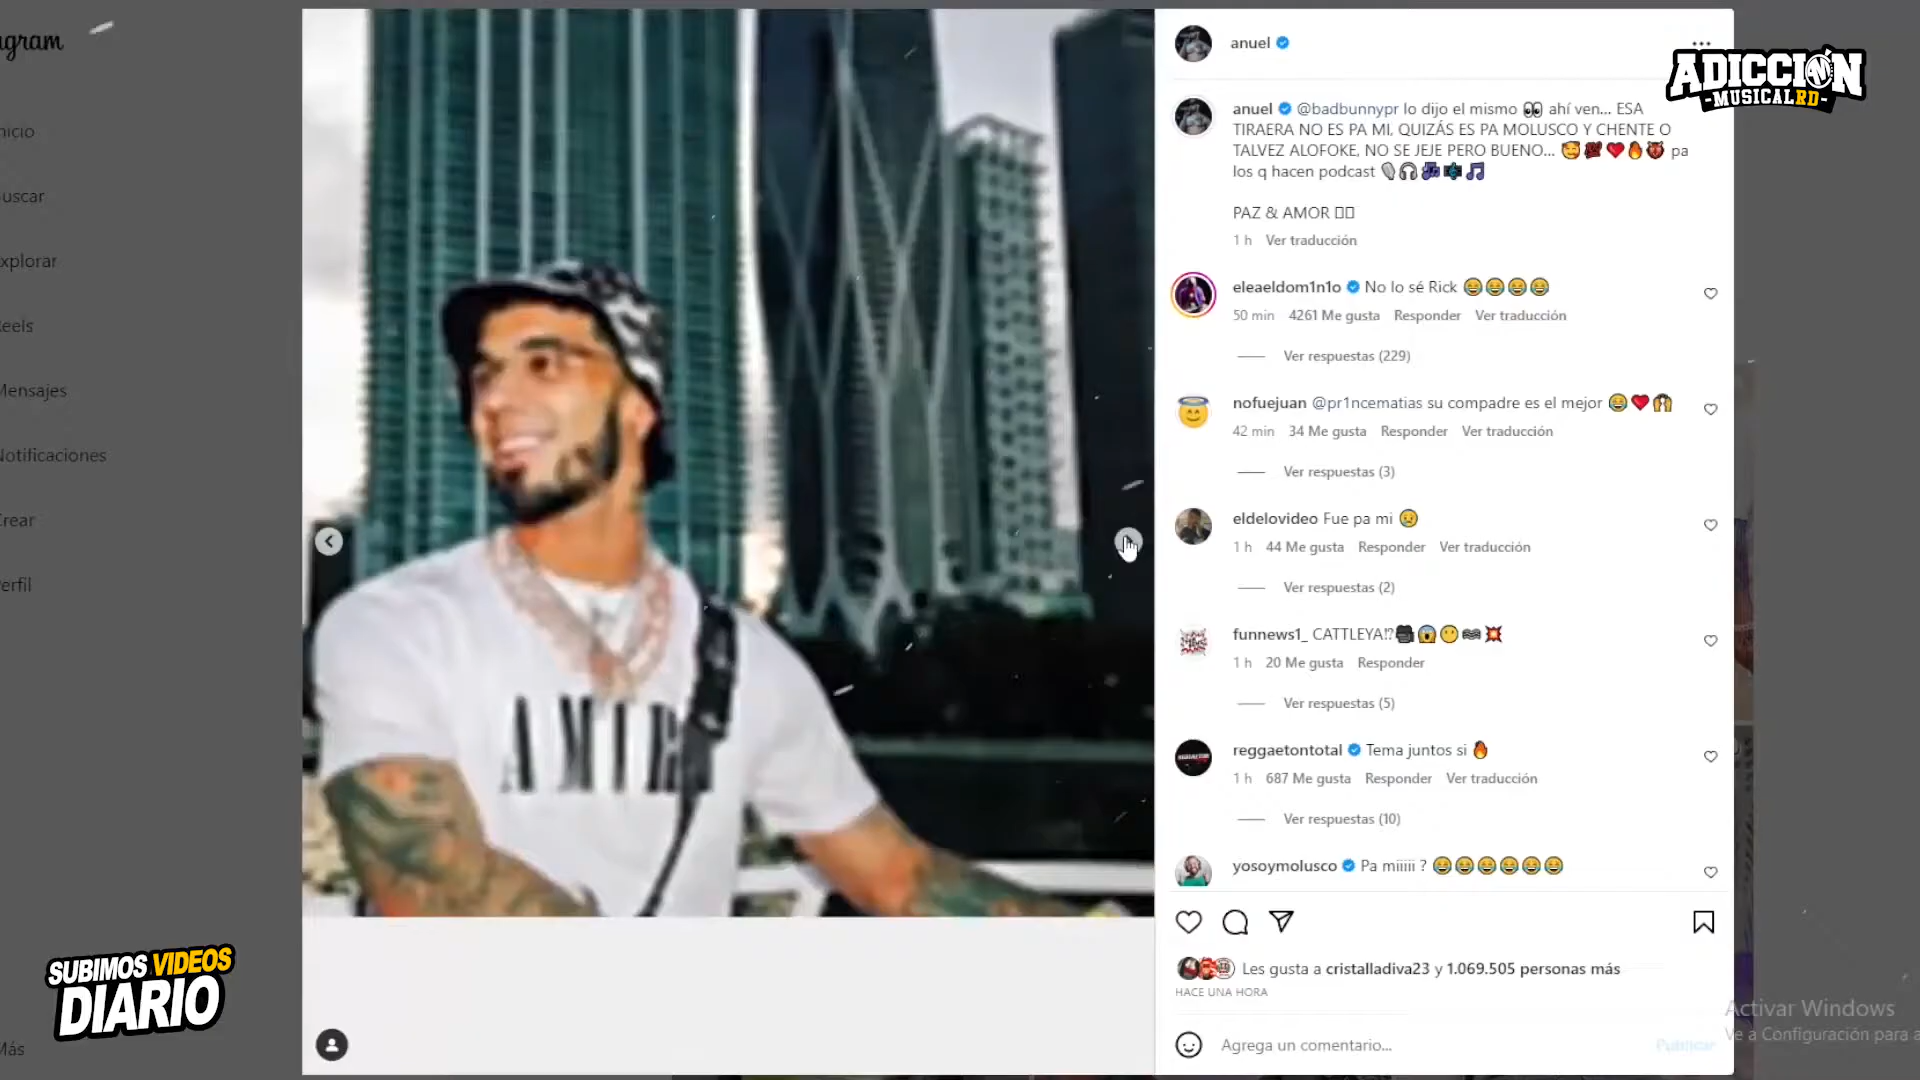 agram
nicio
uscar
xplorar
eels
Mensajes
Notificaciones
Crear
erfil
Más
SUBIMOS VIDEOS
DIARIO
AMIR
anuel
ADICCIÓN
-MUSICALRD-
anuel @badbunnypr lo dijo el mismo 👀 ahí ven... ESA
TIRAERA NO ES PA MI, QUIZÁS ES PA MOLUSCO Y CHENTE O
TALVEZ ALOFOKE, NO SE JEJE PERO BUENO... 🥰💯❤️🔥👹 pa
los q hacen podcast 🎙🎧🎶🎼🎵
PAZ & AMOR
1 h Ver traducción
eleaeldom1n1o No lo sé Rick 😂😂😂😂
50 min 4261 Me gusta Responder Ver traducción
Ver respuestas (229)
nofuejuan @pr1ncematias su compadre es el mejor 😂❤️🙌
42 min 34 Me gusta Responder Ver traducción
Ver respuestas (3)
eldelovideo Fue pa mi 😢
1 h 44 Me gusta Responder Ver traducción
Ver respuestas (2)
funnews1_ CATTLEYA⁉
1 h 20 Me gusta Responder
Ver respuestas (5)
reggaetontotal Tema juntos si 🔥
1 h 687 Me gusta Responder Ver traducción
Ver respuestas (10)
yosoymolusco Pa miiiii ? 😂😂😂😂😂😂
Les gusta a cristalladiva23 y 1.069.505 personas más
HACE UNA HORA
Agrega un comentario...
Publicar
Activar Windows
Ve a Configuración para a